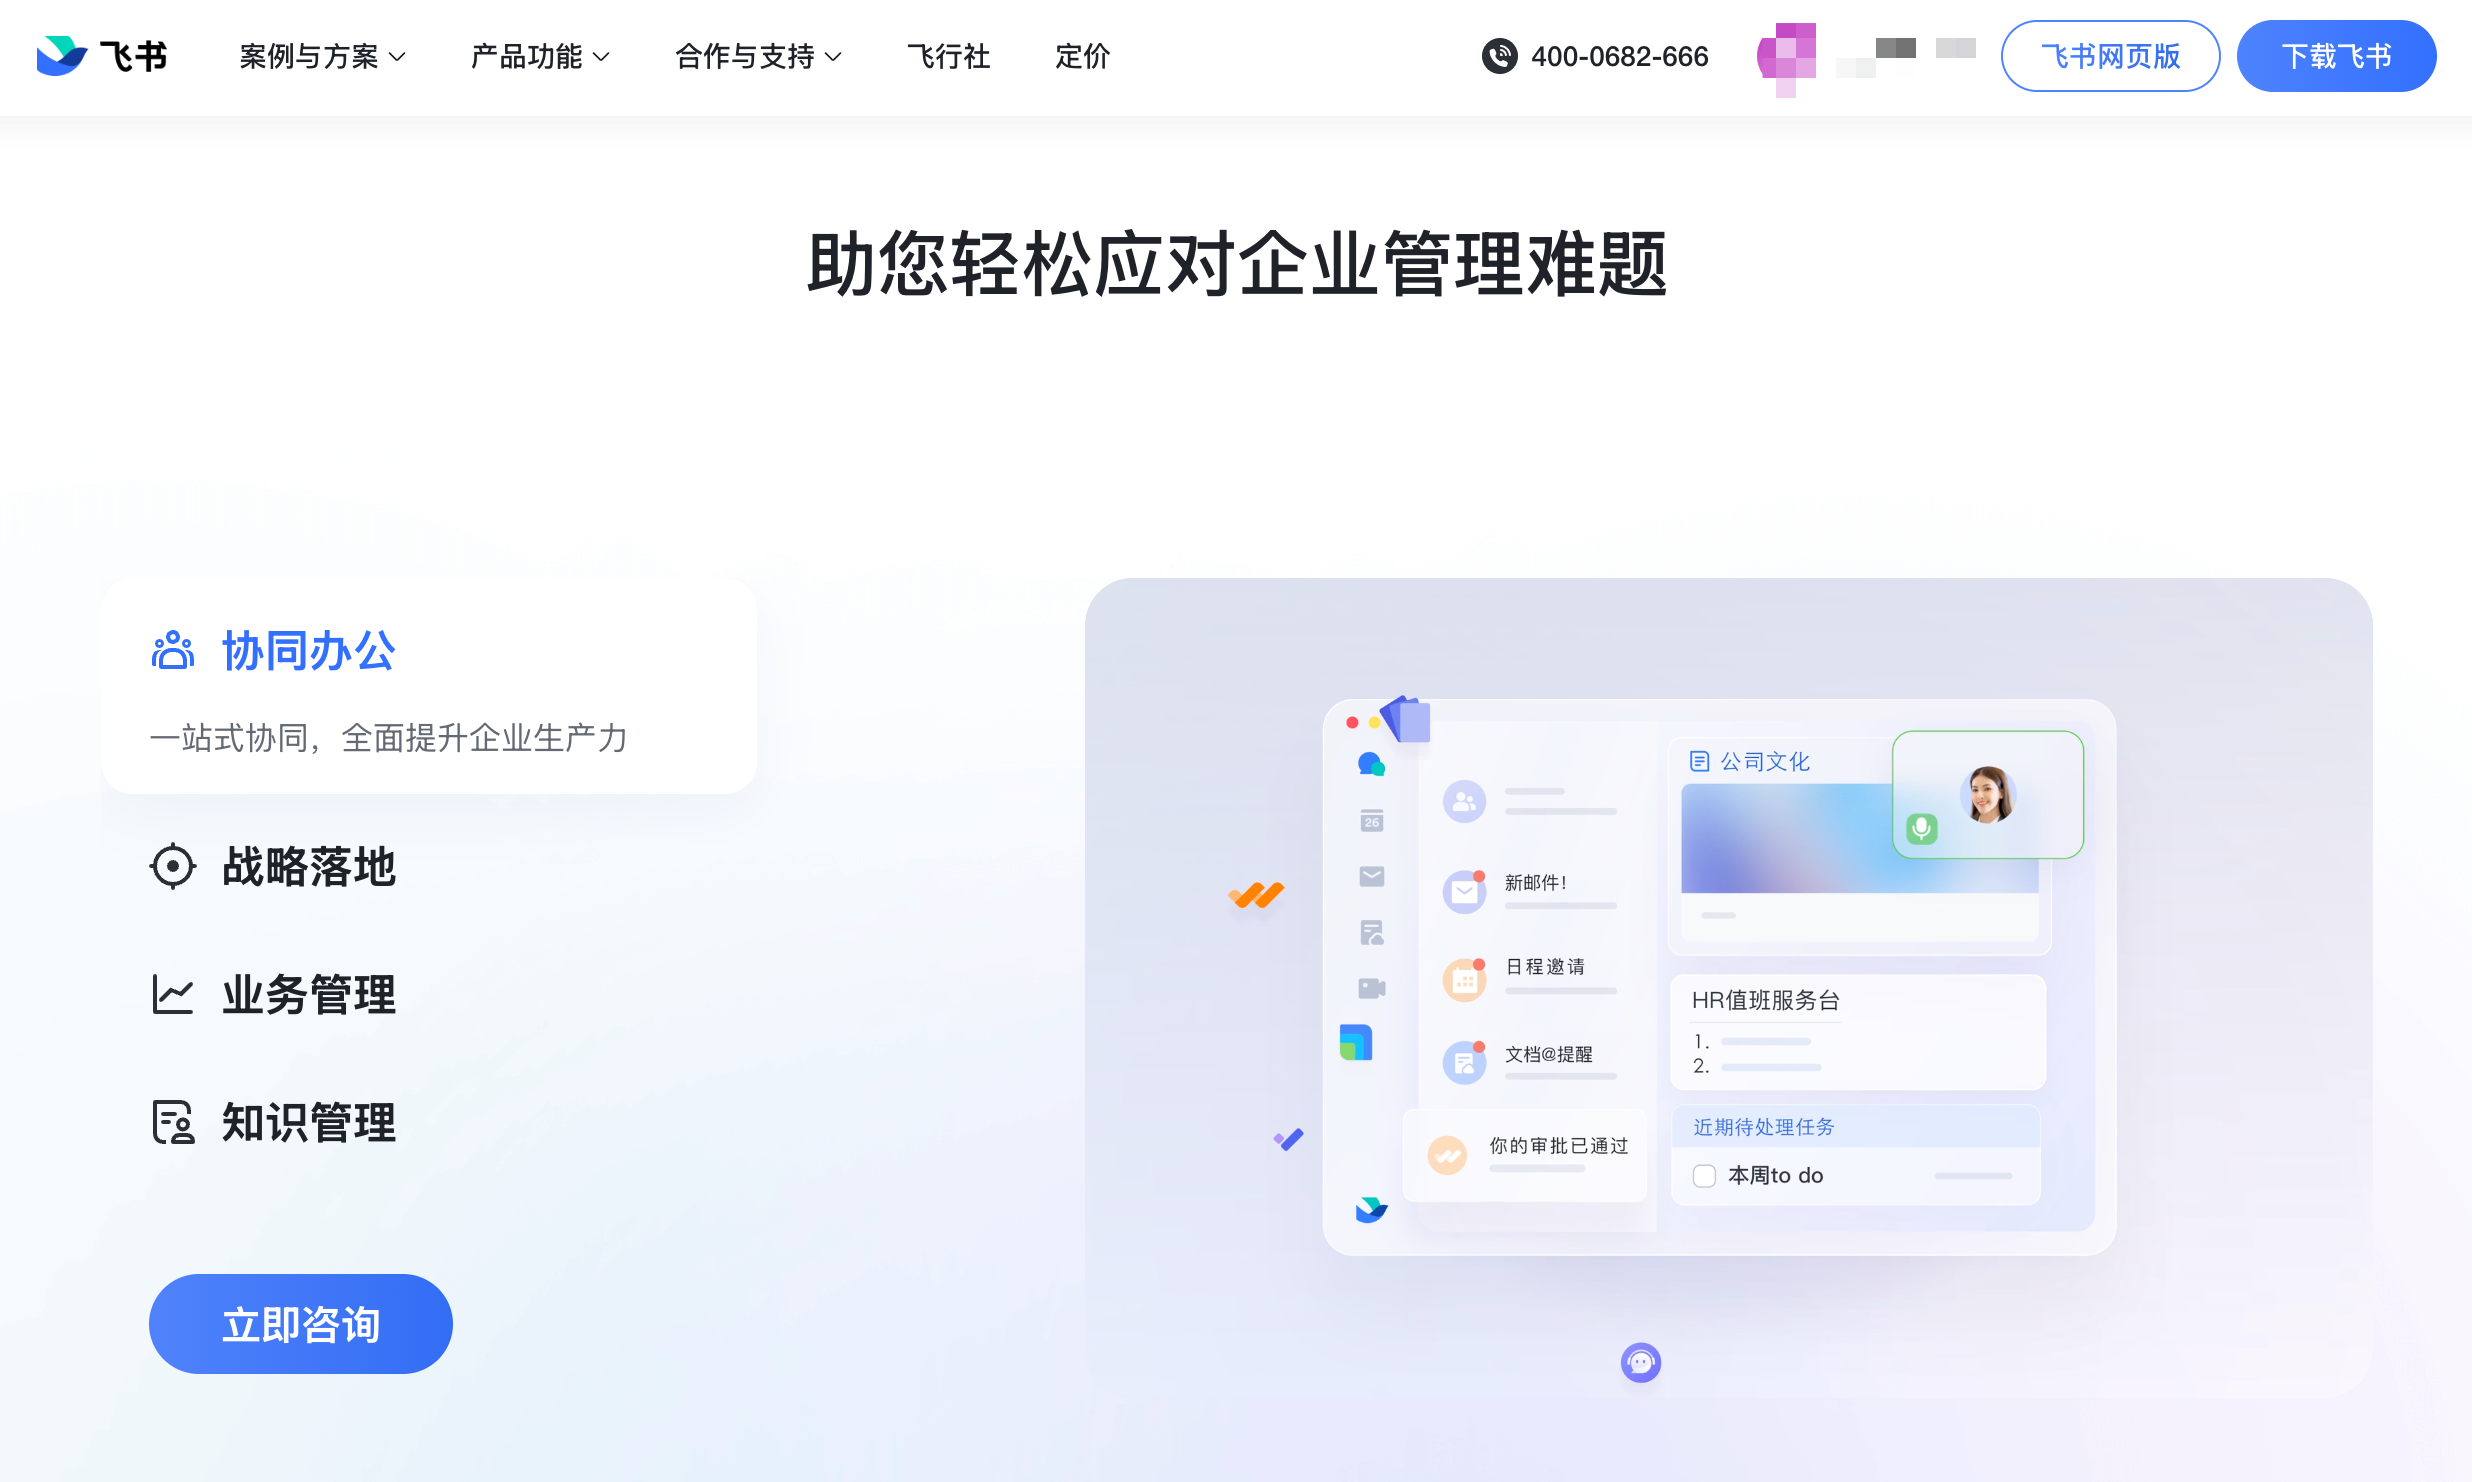 飞书
案例与方案
产品功能
合作与支持
飞行社
定价
400-0682-666
飞书网页版
下载飞书
助您轻松应对企业管理难题
协同办公
一站式协同，全面提升企业生产力
战略落地
业务管理
知识管理
立即咨询
26
新邮件！
日程邀请
文档@提醒
你的审批已通过
公司文化
HR值班服务台
1.
2.
近期待处理任务
本周to do